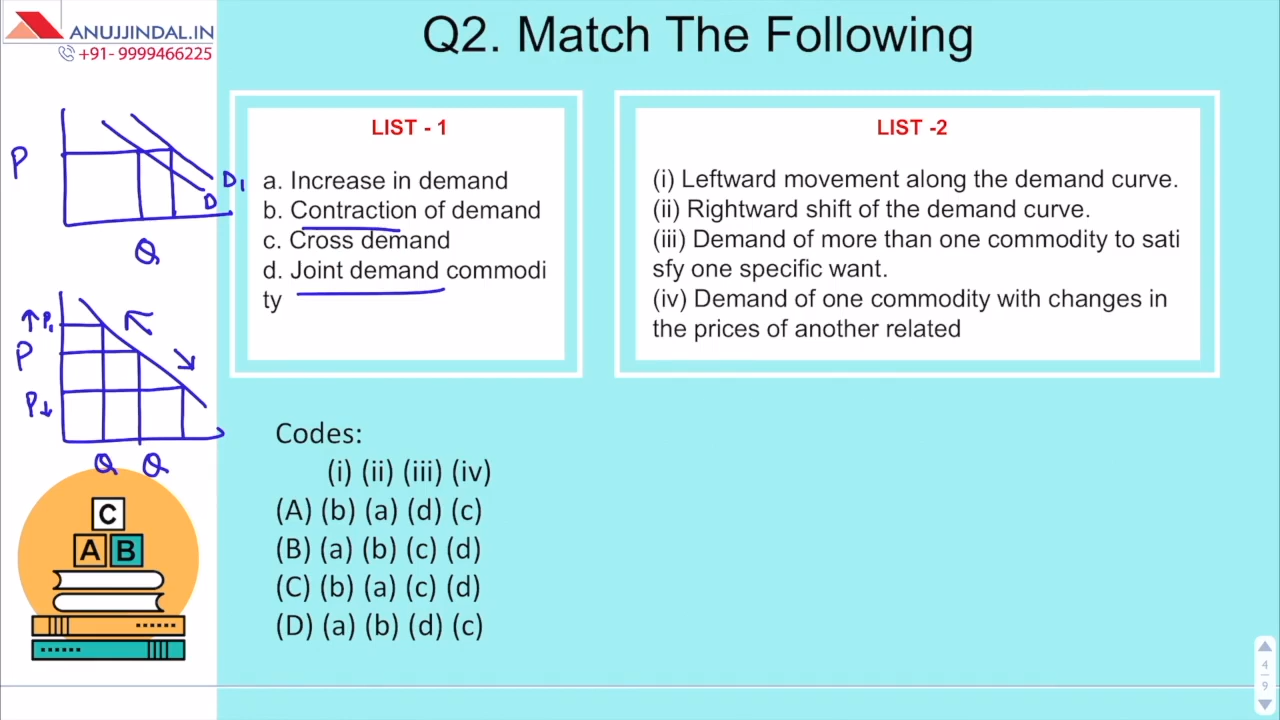 ANUJJINDAL.IN
+91- 9999466225
Q2. Match The Following
LIST - 1
a. Increase in demand
b. Contraction of demand
c. Cross demand
d. Joint demand commodi
ty
LIST -2
(i) Leftward movement along the demand curve.
(ii) Rightward shift of the demand curve.
(iii) Demand of more than one commodity to sati
sfy one specific want.
(iv) Demand of one commodity with changes in
the prices of another related
P
D1
D
Q
↑P1
P
P↓
Q Q
Codes:
(i) (ii) (iii) (iv)
(A) (b) (a) (d) (c)
(B) (a) (b) (c) (d)
(C) (b) (a) (c) (d)
(D) (a) (b) (d) (c)
C
A B
4
9